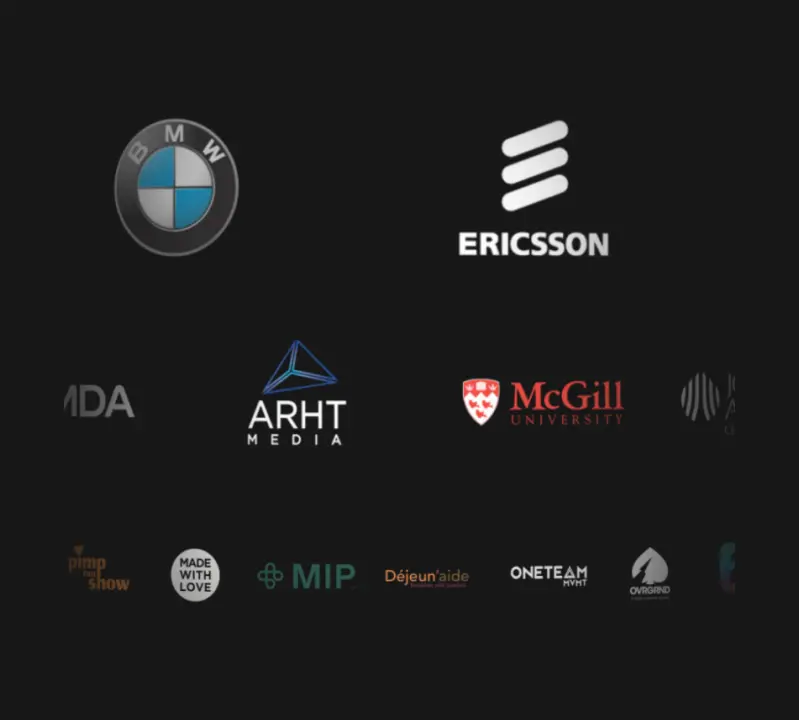 BMW
ERICSSON
MDA
ARHT
MEDIA
McGill
UNIVERSITY
pimp
show
MADE
WITH
LOVE
MIP
Déjeun'aide
ONETEAM
MVMT
OVRGRND